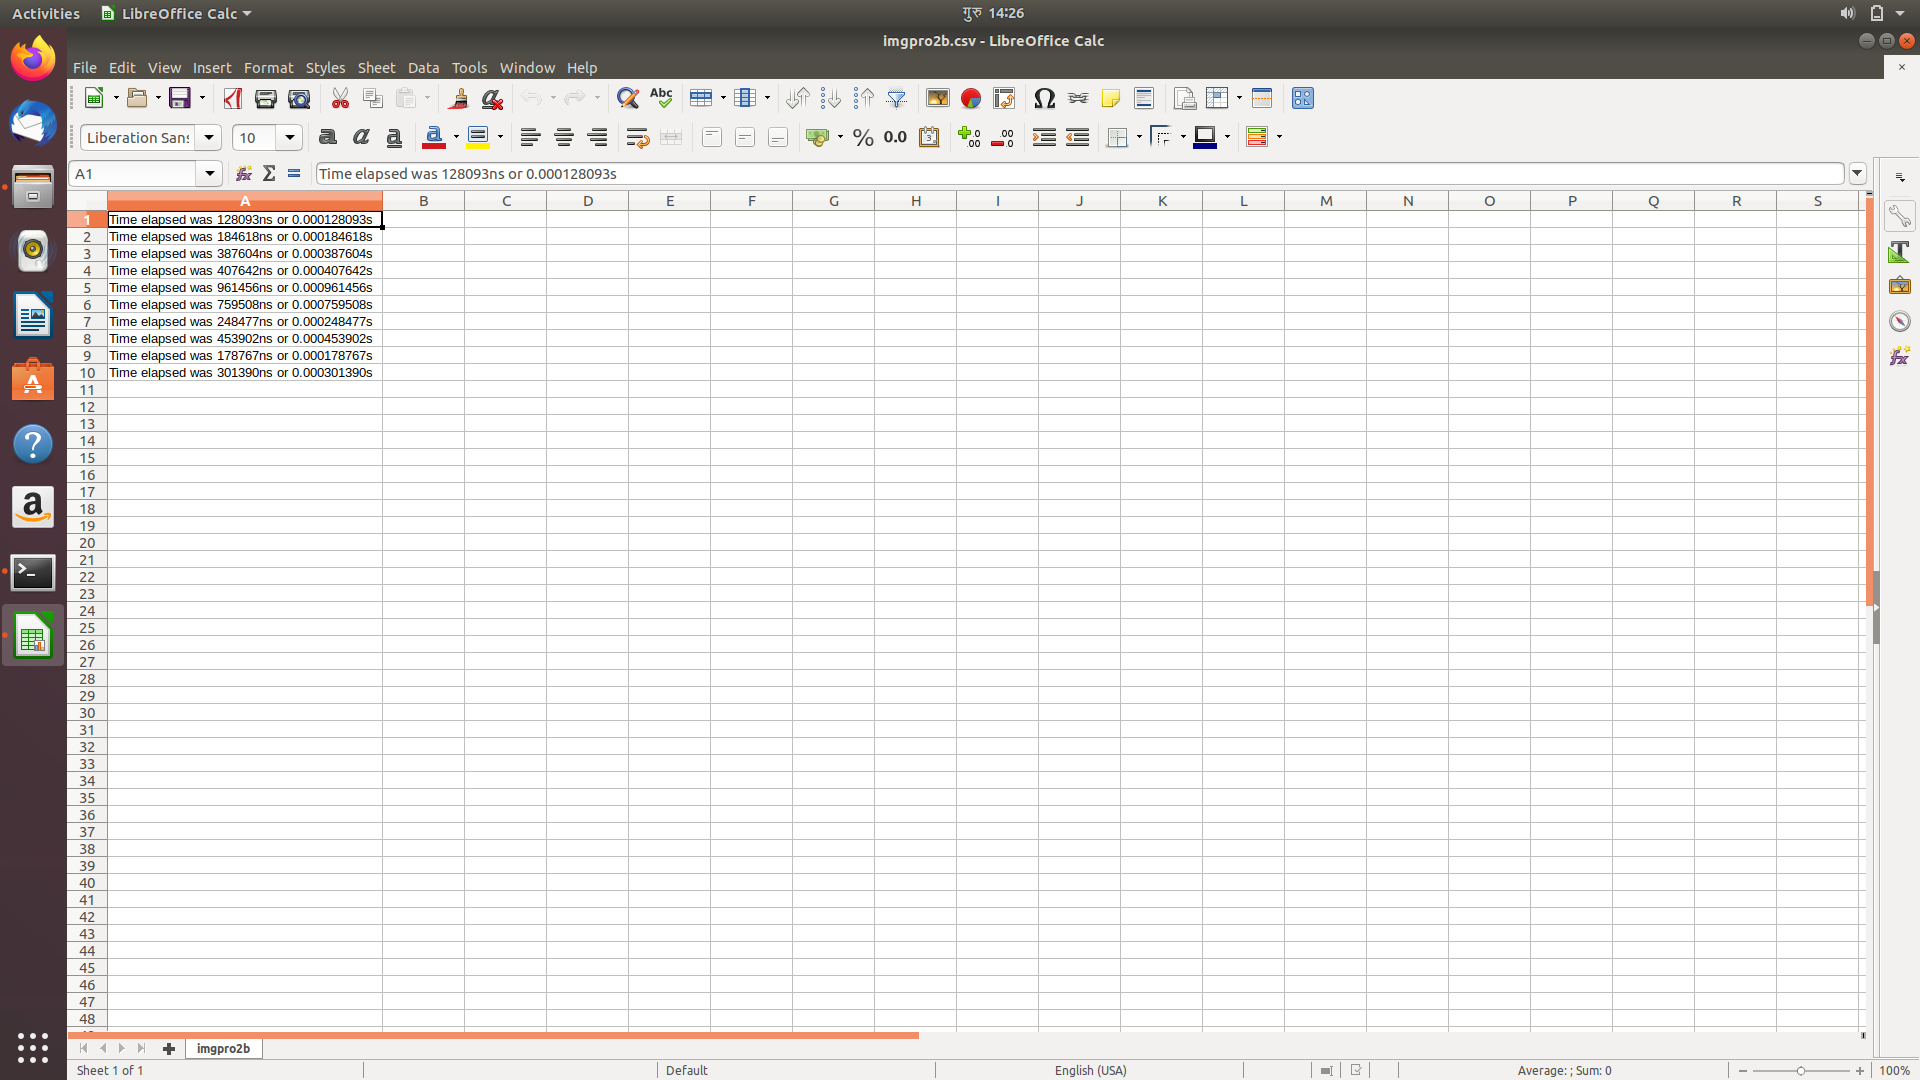 Activities LibreOffice Calc गुरु 14:26
imgpro2b.csv - LibreOffice Calc
File Edit View Insert Format Styles Sheet Data Tools Window Help
Liberation Sans 10
A1 Time elapsed was 128093ns or 0.000128093s
A B C D E F G H I J K L M N O P Q R S
1 Time elapsed was 128093ns or 0.000128093s
2 Time elapsed was 184618ns or 0.000184618s
3 Time elapsed was 387604ns or 0.000387604s
4 Time elapsed was 407642ns or 0.000407642s
5 Time elapsed was 961456ns or 0.000961456s
6 Time elapsed was 759508ns or 0.000759508s
7 Time elapsed was 248477ns or 0.000248477s
8 Time elapsed was 453902ns or 0.000453902s
9 Time elapsed was 178767ns or 0.000178767s
10 Time elapsed was 301390ns or 0.000301390s
11
12
13
14
15
16
17
18
19
20
21
22
23
24
25
26
27
28
29
30
31
32
33
34
35
36
37
38
39
40
41
42
43
44
45
46
47
48
imgpro2b
Sheet 1 of 1 Default English (USA) Average: ; Sum: 0 100%